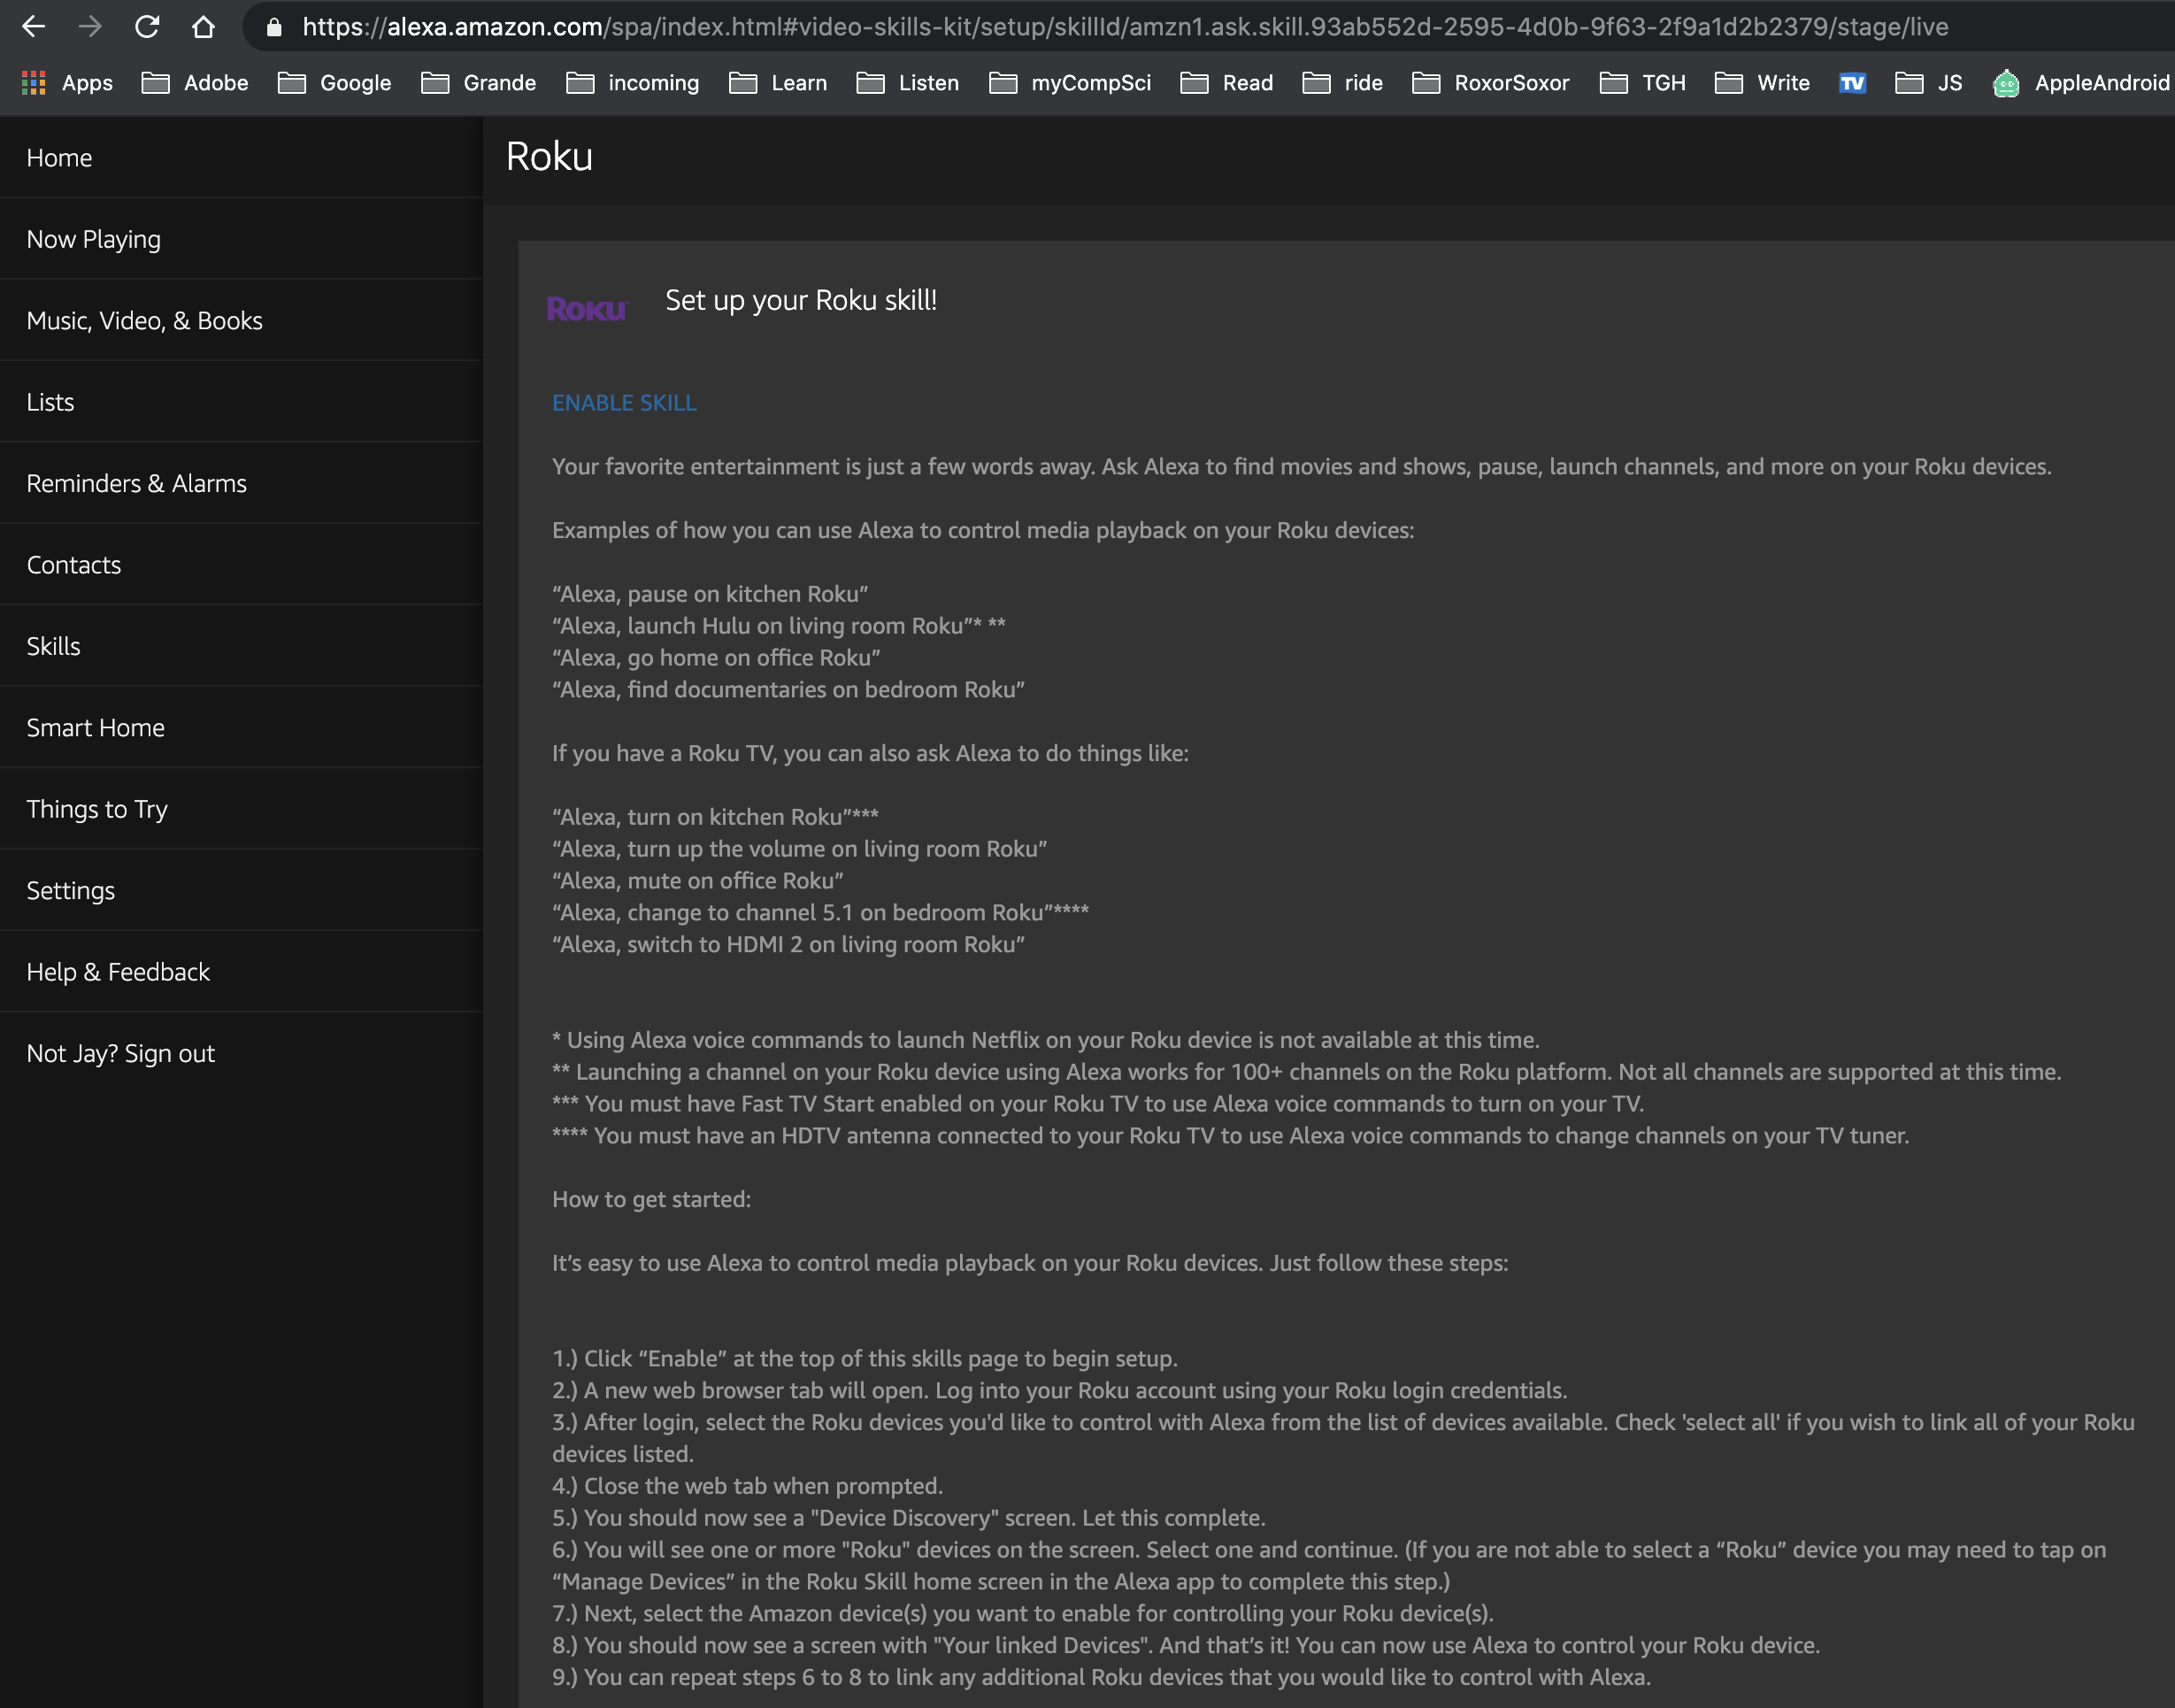 https://alexa.amazon.com/spa/index.html#video-skills-kit/setup/skillId/amzn1.ask.skill.93ab552d-2595-4d0b-9f63-2f9a1d2b2379/stage/live
Apps Adobe Google Grande incoming Learn Listen myCompSci Read ride RoxorSoxor TGH Write TV JS AppleAndroid
Home
Now Playing
Music, Video, & Books
Lists
Reminders & Alarms
Contacts
Skills
Smart Home
Things to Try
Settings
Help & Feedback
Not Jay? Sign out
Roku
Roku Set up your Roku skill!
ENABLE SKILL
Your favorite entertainment is just a few words away. Ask Alexa to find movies and shows, pause, launch channels, and more on your Roku devices.
Examples of how you can use Alexa to control media playback on your Roku devices:
“Alexa, pause on kitchen Roku”
“Alexa, launch Hulu on living room Roku”* **
“Alexa, go home on office Roku”
“Alexa, find documentaries on bedroom Roku”
If you have a Roku TV, you can also ask Alexa to do things like:
“Alexa, turn on kitchen Roku”***
“Alexa, turn up the volume on living room Roku”
“Alexa, mute on office Roku”
“Alexa, change to channel 5.1 on bedroom Roku”****
“Alexa, switch to HDMI 2 on living room Roku”
* Using Alexa voice commands to launch Netflix on your Roku device is not available at this time.
** Launching a channel on your Roku device using Alexa works for 100+ channels on the Roku platform. Not all channels are supported at this time.
*** You must have Fast TV Start enabled on your Roku TV to use Alexa voice commands to turn on your TV.
**** You must have an HDTV antenna connected to your Roku TV to use Alexa voice commands to change channels on your TV tuner.
How to get started:
It’s easy to use Alexa to control media playback on your Roku devices. Just follow these steps:
1.) Click “Enable” at the top of this skills page to begin setup.
2.) A new web browser tab will open. Log into your Roku account using your Roku login credentials.
3.) After login, select the Roku devices you'd like to control with Alexa from the list of devices available. Check 'select all' if you wish to link all of your Roku
devices listed.
4.) Close the web tab when prompted.
5.) You should now see a "Device Discovery" screen. Let this complete.
6.) You will see one or more "Roku" devices on the screen. Select one and continue. (If you are not able to select a “Roku” device you may need to tap on
“Manage Devices” in the Roku Skill home screen in the Alexa app to complete this step.)
7.) Next, select the Amazon device(s) you want to enable for controlling your Roku device(s).
8.) You should now see a screen with "Your linked Devices". And that’s it! You can now use Alexa to control your Roku device.
9.) You can repeat steps 6 to 8 to link any additional Roku devices that you would like to control with Alexa.